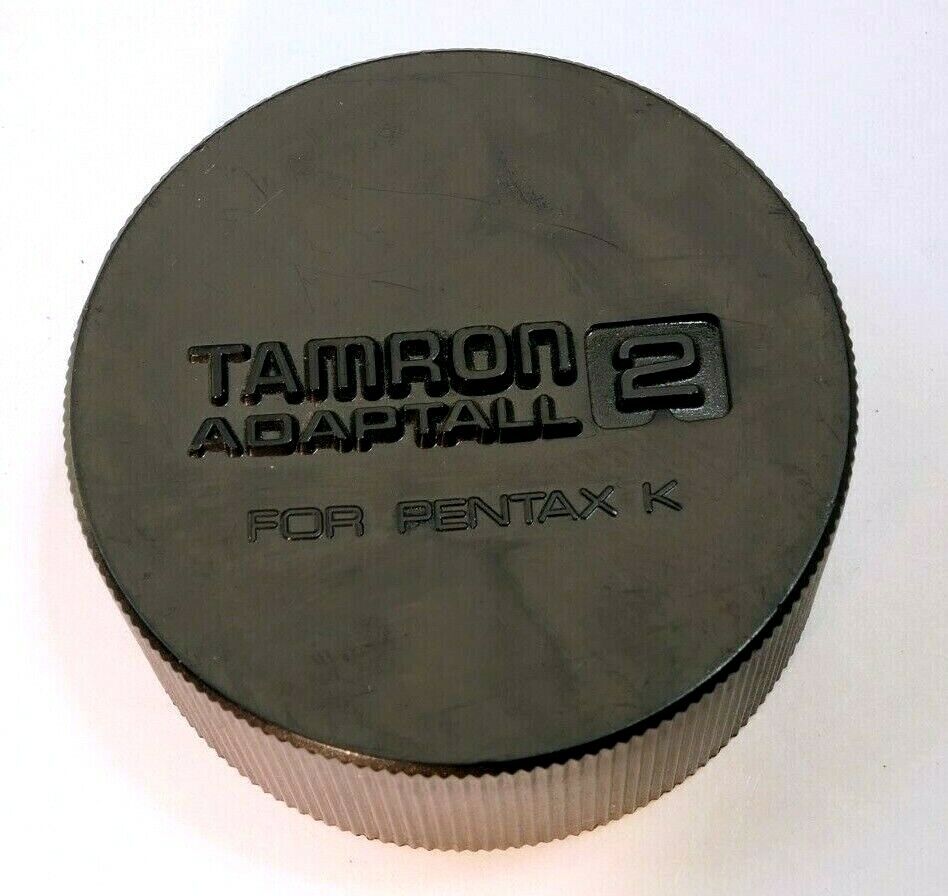 TAMRON
ADAPTALL 2
FOR PENTAX K